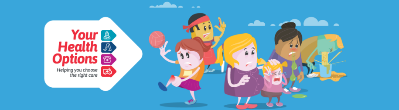 Your
Health
Options
Helping you choose
the right care